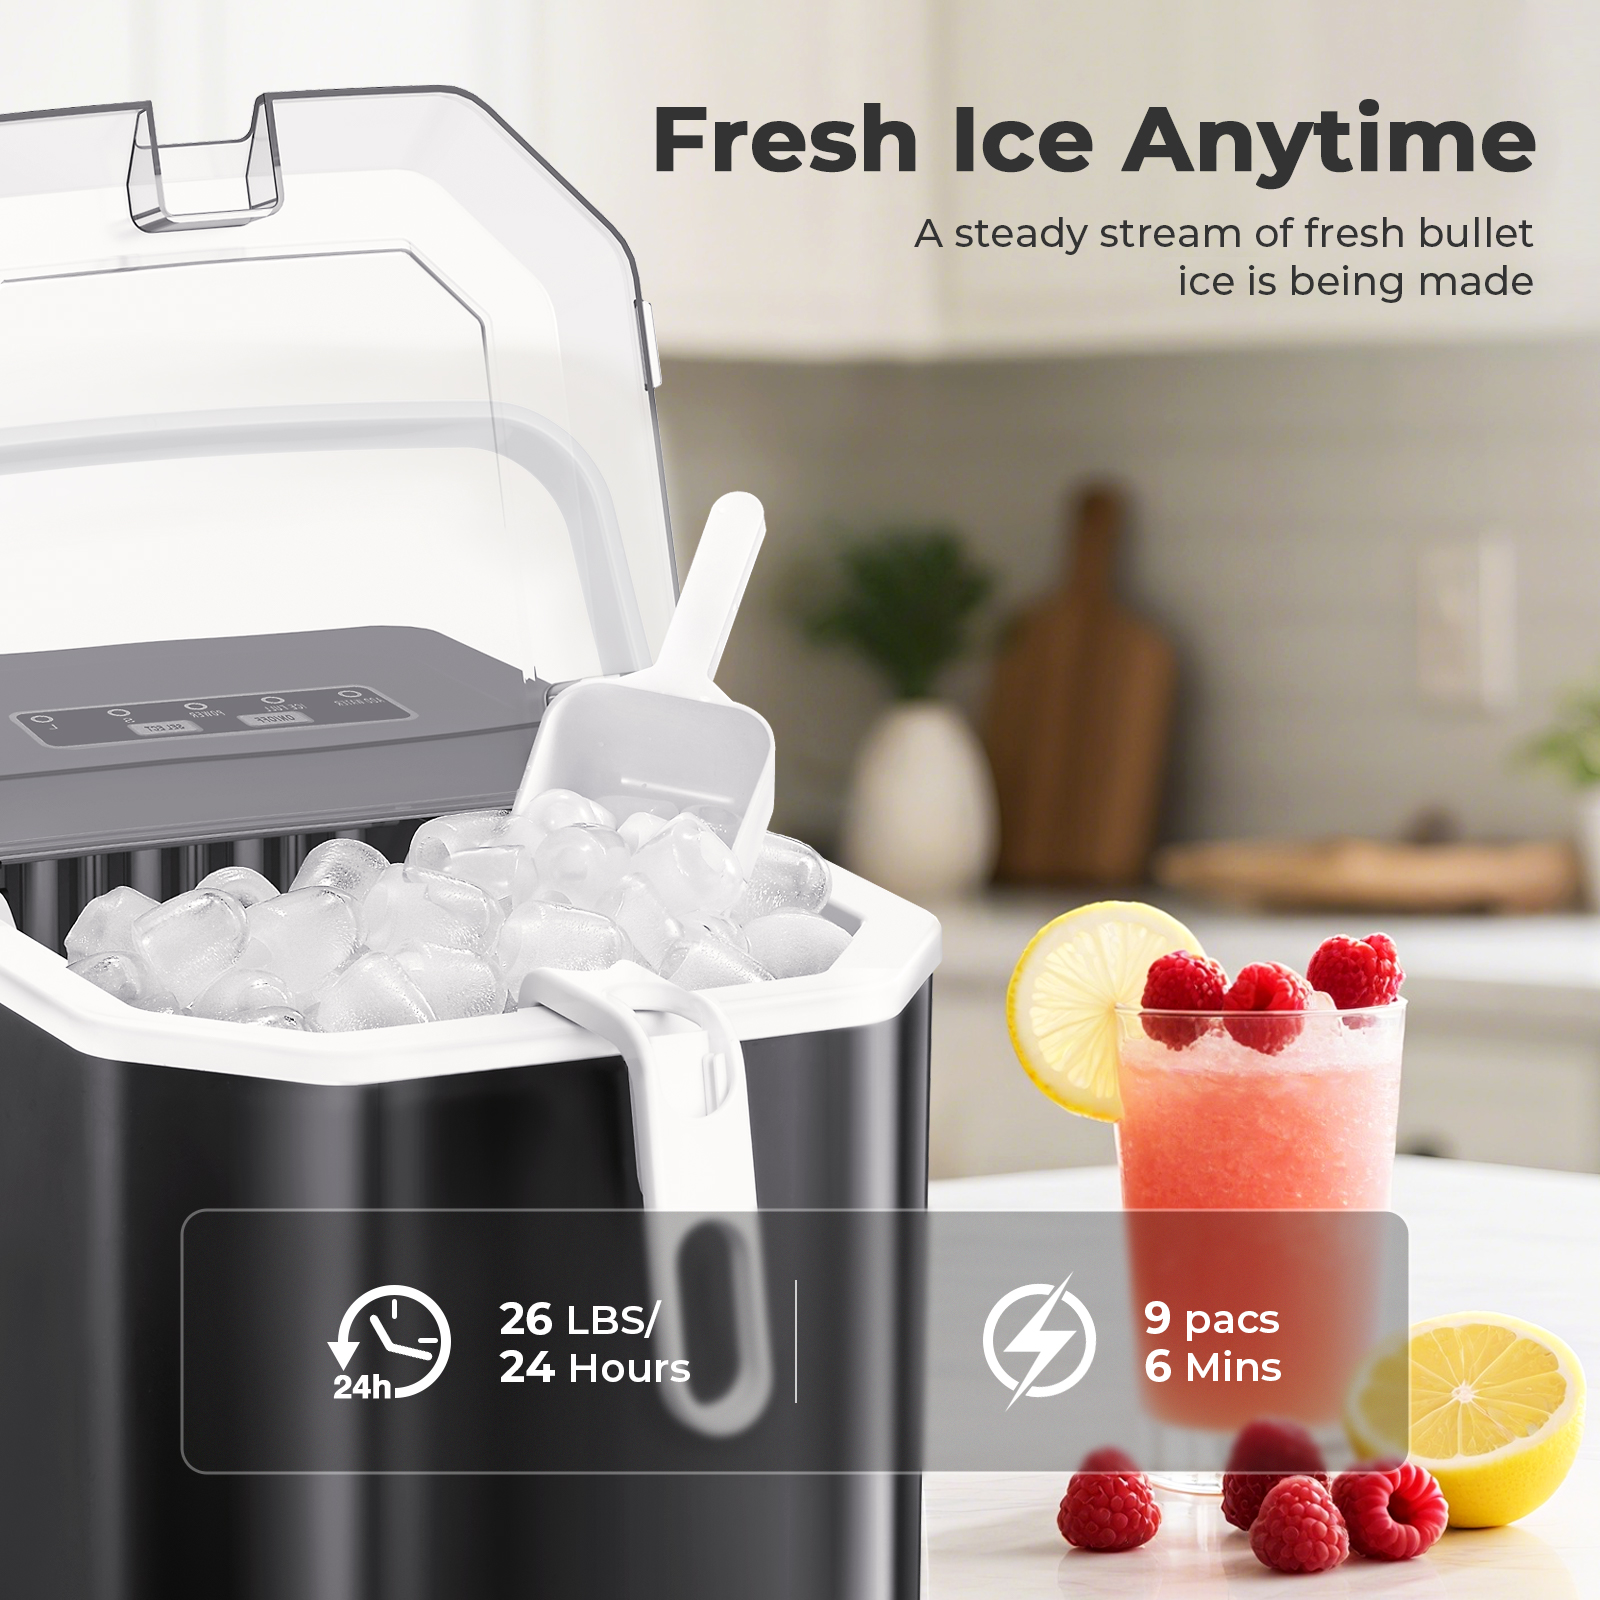 Fresh Ice Anytime
A steady stream of fresh bullet
ice is being made
26 LBS/
24 Hours
24h
9 pacs
6 Mins